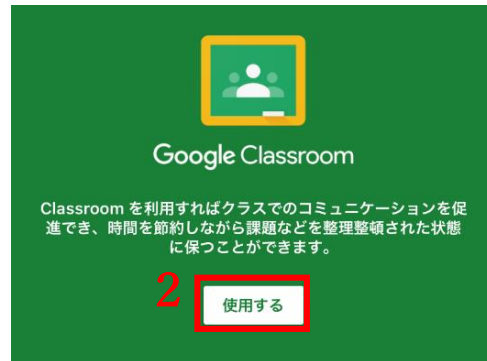 Google Classroom
Classroom を利用すればクラスでのコミュニケーションを促
進でき、時間を節約しながら課題などを整理整頓された状態
に保つことができます。
2
使用する